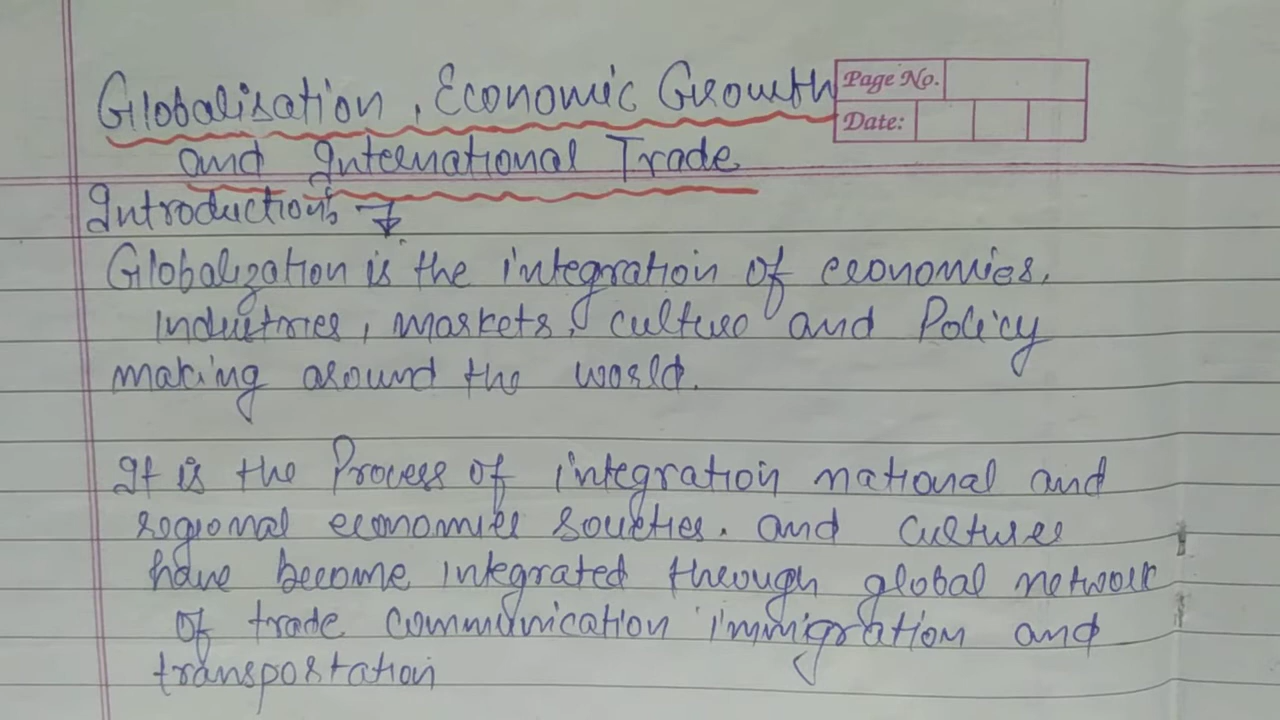 Globalisation, Economic Growth
Page No.
Date:
and International Trade
Introduction:
Globalization is the integration of economies,
industries, markets, culture and Policy
making around the world.
It is the Process of integration national and
regional economies societies. and cultures
have become integrated through global network
of trade communication immigration and
transportation